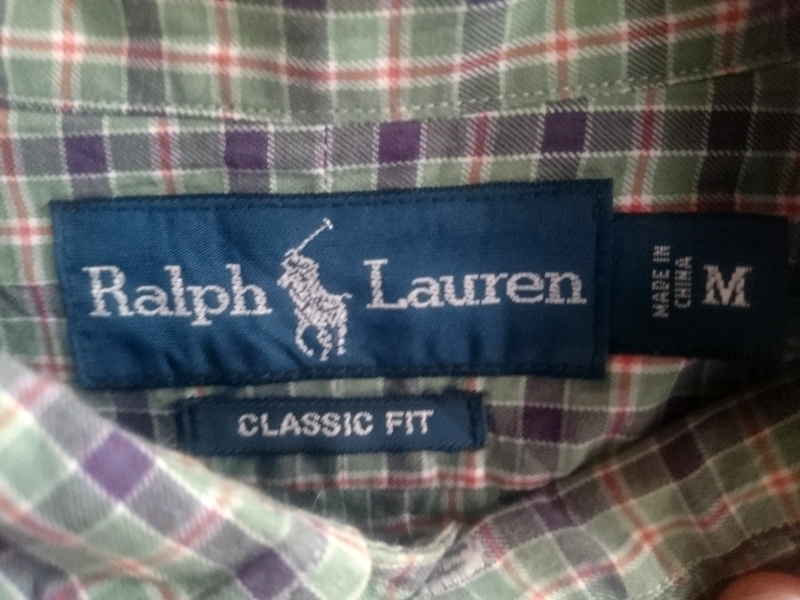 Ralph Lauren
MADE IN
CHINA
M
CLASSIC FIT